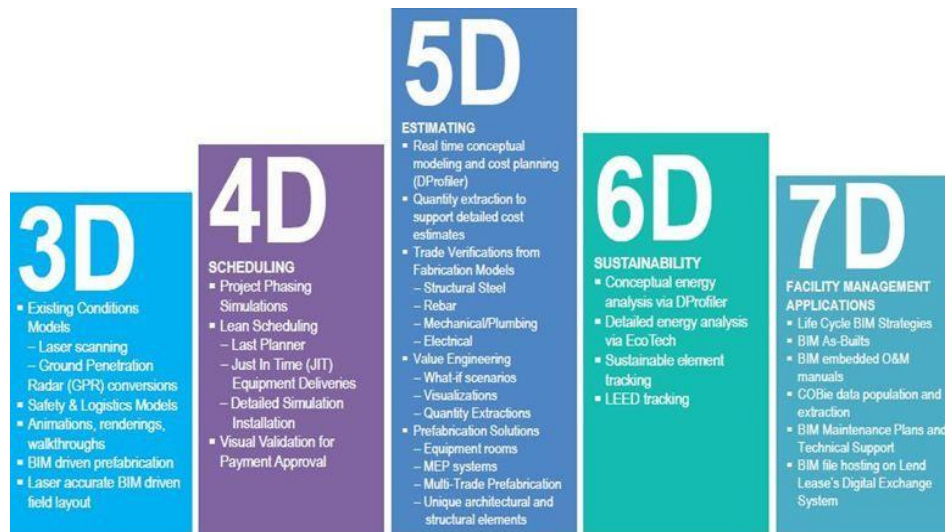 3D
▪ Existing Conditions
Models
– Laser scanning
– Ground Penetration
Radar (GPR) conversions
▪ Safety & Logistics Models
▪ Animations, renderings,
walkthroughs
▪ BIM driven prefabrication
▪ Laser accurate BIM driven
field layout
4D
SCHEDULING
▪ Project Phasing
Simulations
▪ Lean Scheduling
– Last Planner
– Just In Time (JIT)
Equipment Deliveries
– Detailed Simulation
Installation
▪ Visual Validation for
Payment Approval
5D
ESTIMATING
▪ Real time conceptual
modeling and cost planning
(DProfiler)
▪ Quantity extraction to
support detailed cost
estimates
▪ Trade Verifications from
Fabrication Models
– Structural Steel
– Rebar
– Mechanical/Plumbing
– Electrical
▪ Value Engineering
– What-if scenarios
– Visualizations
– Quantity Extractions
▪ Prefabrication Solutions
– Equipment rooms
– MEP systems
– Multi-Trade Prefabrication
– Unique architectural and
structural elements
6D
SUSTAINABILITY
▪ Conceptual energy
analysis via DProfiler
▪ Detailed energy analysis
via EcoTech
▪ Sustainable element
tracking
▪ LEED tracking
7D
FACILITY MANAGEMENT
APPLICATIONS
▪ Life Cycle BIM Strategies
▪ BIM As-Builts
▪ BIM embedded O&M
manuals
▪ COBie data population and
extraction
▪ BIM Maintenance Plans and
Technical Support
▪ BIM file hosting on Lend
Lease's Digital Exchange
System